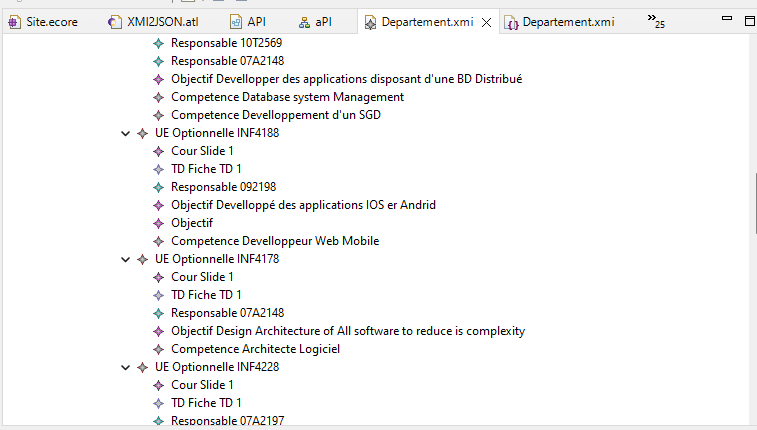 Site.ecore XMI2JSON.atl API aPI Departement.xmi Departement.xmi »25
Responsable 10T2569
Responsable 07A2148
Objectif Devellopper des applications disposant d'une BD Distribué
Competence Database system Management
Competence Develloppement d'un SGD
UE Optionnelle INF4188
Cour Slide 1
TD Fiche TD 1
Responsable 092198
Objectif Develloppé des applications IOS er Andrid
Objectif
Competence Develloppeur Web Mobile
UE Optionnelle INF4178
Cour Slide 1
TD Fiche TD 1
Responsable 07A2148
Objectif Design Architecture of All software to reduce is complexity
Competence Architecte Logiciel
UE Optionnelle INF4228
Cour Slide 1
TD Fiche TD 1
Responsable 07A2197